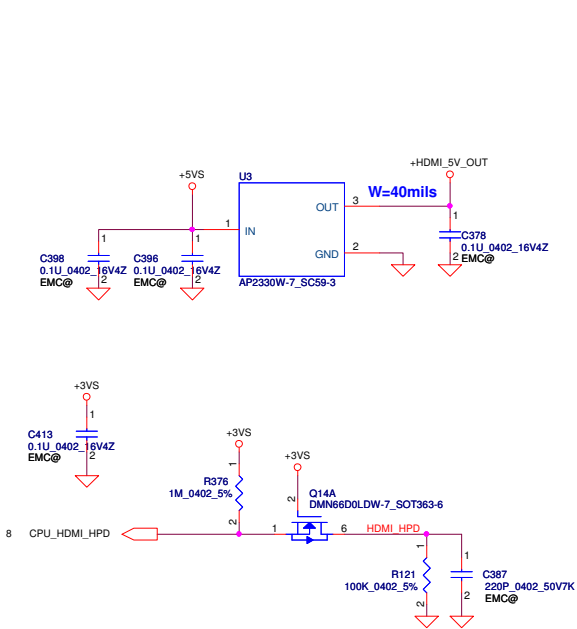 +5VS
U3
+HDMI_5V_OUT
W=40mils
1
IN
OUT
3
GND
2
1
C398
0.1U_0402_16V4Z
EMC@
2
1
C396
0.1U_0402_16V4Z
EMC@
2
1
C378
0.1U_0402_16V4Z
EMC@
2
AP2330W-7_SC59-3
+3VS
1
C413
0.1U_0402_16V4Z
EMC@
2
+3VS
1
R376
1M_0402_5%
2
+3VS
2
Q14A
DMN66D0LDW-7_SOT363-6
8
CPU_HDMI_HPD
1
6
HDMI_HPD
1
R121
100K_0402_5%
2
1
C387
220P_0402_50V7K
2
EMC@